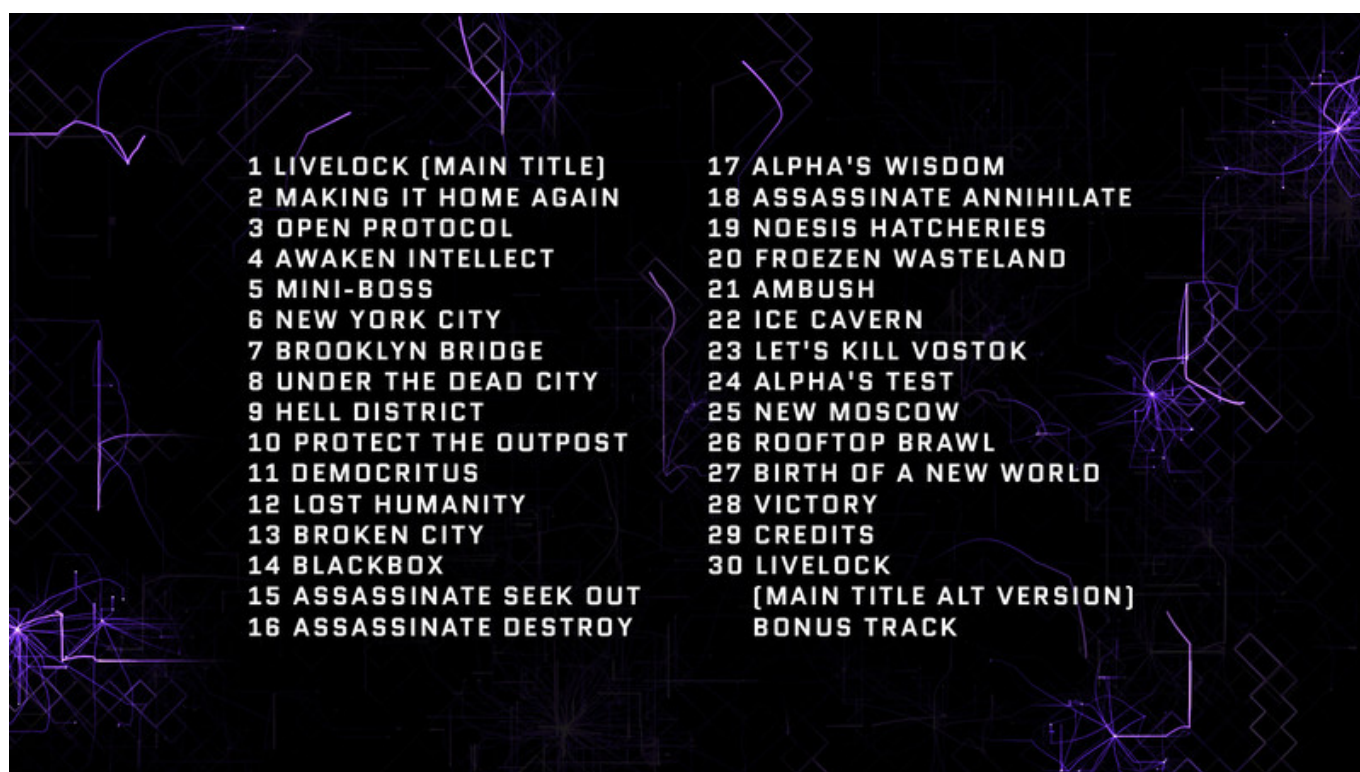 1 LIVELOCK (MAIN TITLE)
2 MAKING IT HOME AGAIN
3 OPEN PROTOCOL
4 AWAKEN INTELLECT
5 MINI-BOSS
6 NEW YORK CITY
7 BROOKLYN BRIDGE
8 UNDER THE DEAD CITY
9 HELL DISTRICT
10 PROTECT THE OUTPOST
11 DEMOCRITUS
12 LOST HUMANITY
13 BROKEN CITY
14 BLACKBOX
15 ASSASSINATE SEEK OUT
16 ASSASSINATE DESTROY
17 ALPHA'S WISDOM
18 ASSASSINATE ANNIHILATE
19 NOESIS HATCHERIES
20 FROEZEN WASTELAND
21 AMBUSH
22 ICE CAVERN
23 LET'S KILL VOSTOK
24 ALPHA'S TEST
25 NEW MOSCOW
26 ROOFTOP BRAWL
27 BIRTH OF A NEW WORLD
28 VICTORY
29 CREDITS
30 LIVELOCK
(MAIN TITLE ALT VERSION)
BONUS TRACK